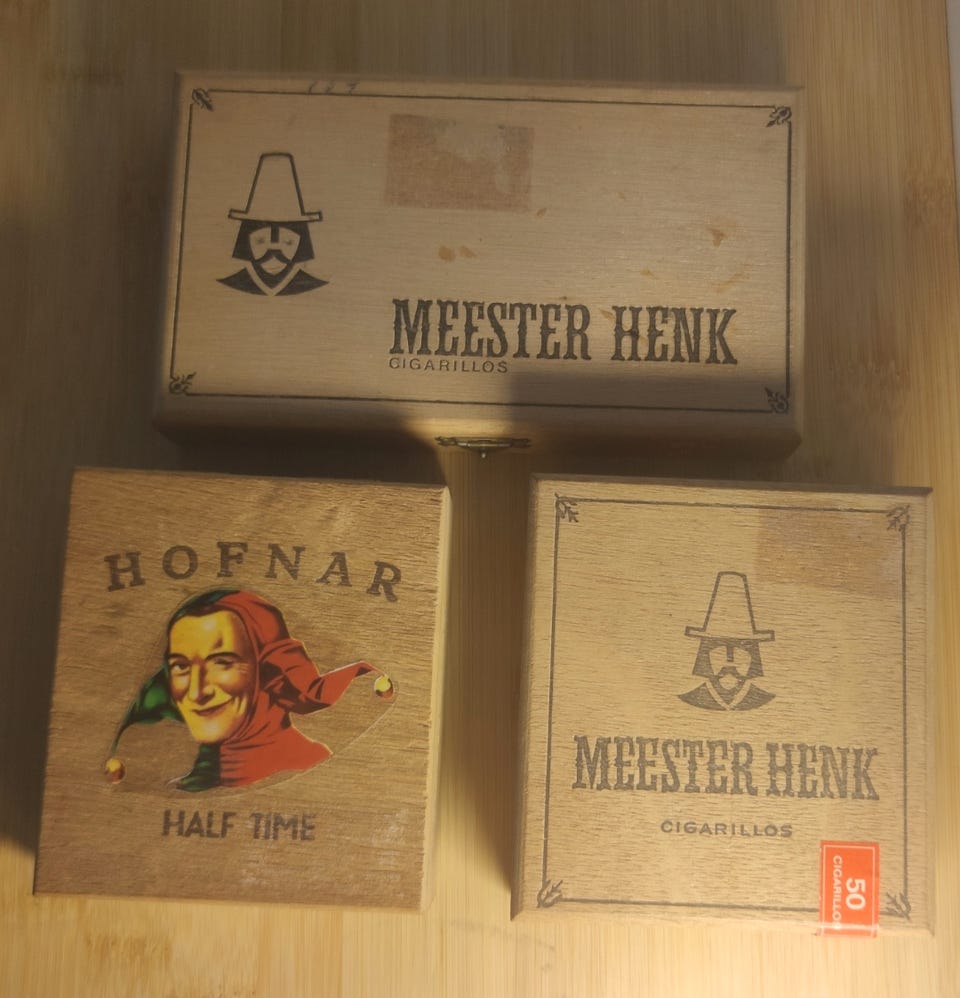 MEESTER HENK
CIGARILLOS
HOFNAR
HALF TIME
MEESTER HENK
CIGARILLOS
50
CIGARILLOS